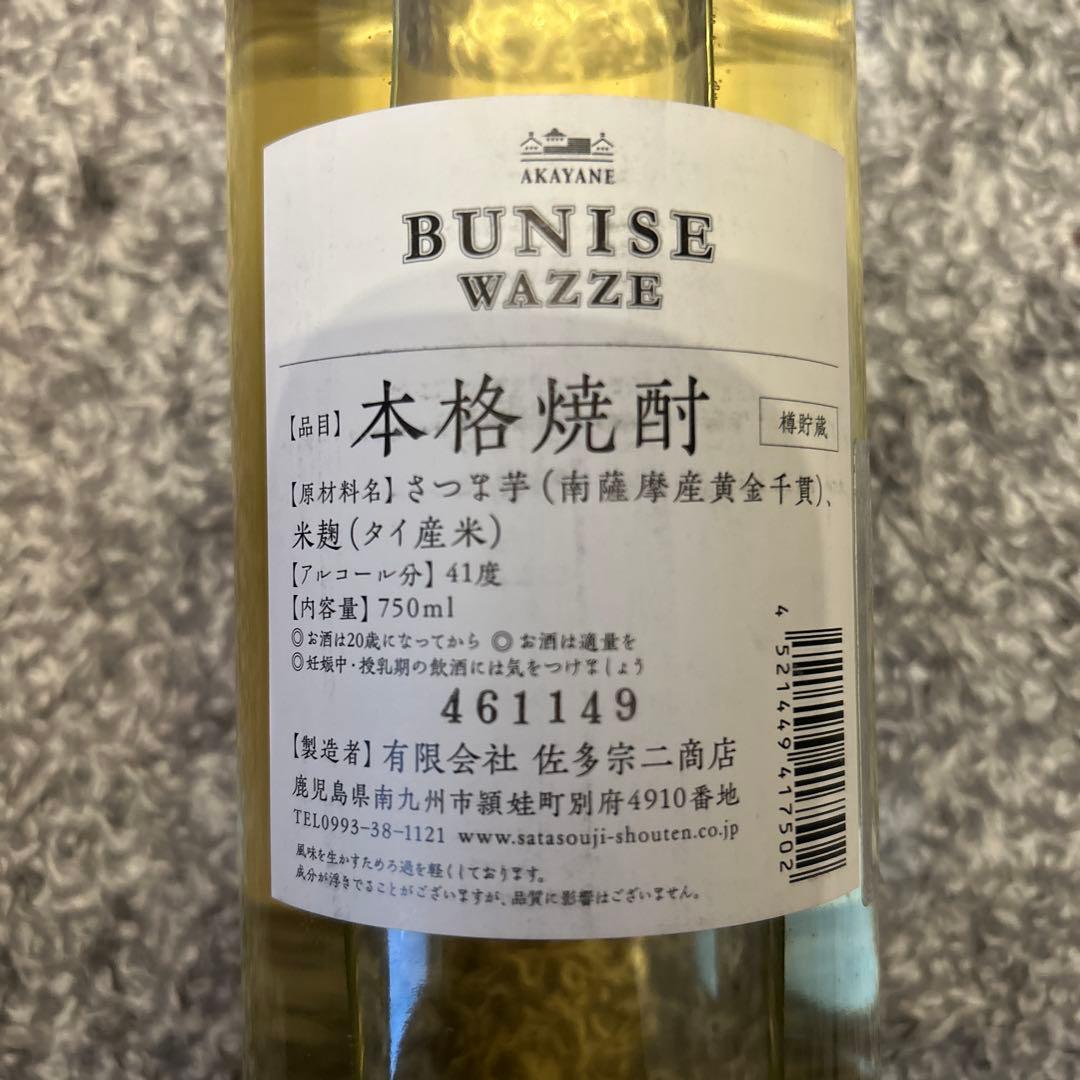 AKAYANE
BUNISE
WAZZE
【品目】本格焼酎 樽貯蔵
【原材料名】さつま芋(南薩摩産黄金千貫)、
米麹(タイ産米)
【アルコール分】41度
【内容量】750ml
◎お酒は20歳になってから ◎お酒は適量を
◎妊娠中・授乳期の飲酒には気をつけましょう
461149
【製造者】有限会社 佐多宗二商店
鹿児島県南九州市頴娃町別府4910番地
TEL0993-38-1121 www.satasouji-shouten.co.jp
風味を生かすためろ過を軽くしております。
成分が浮きでることがございますが、品質に影響はございません。
4 521449 417502